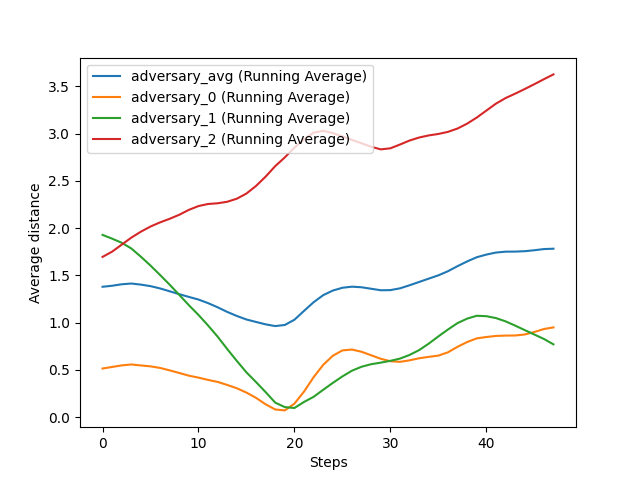 adversary_avg (Running Average)
adversary_0 (Running Average)
adversary_1 (Running Average)
adversary_2 (Running Average)
3.5
3.0
2.5
2.0
1.5
1.0
0.5
0.0
Average distance
0 10 20 30 40
Steps